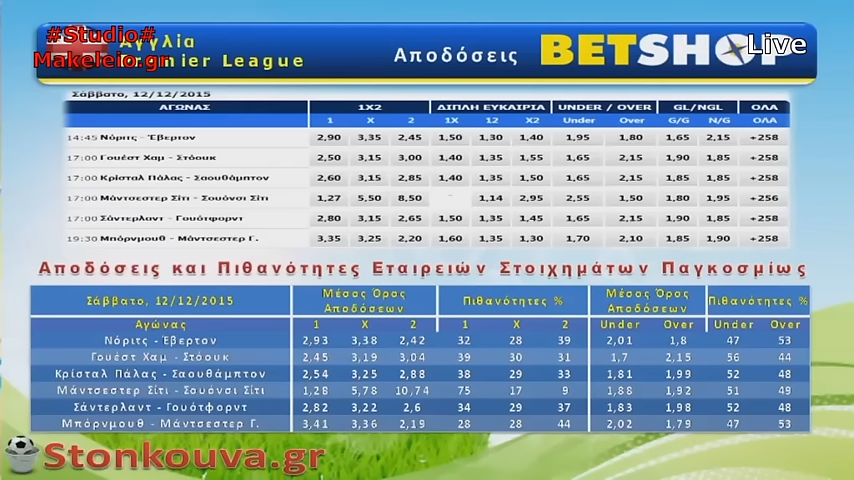 #Studio#
Makeleio.gr
Αγγλία
Premier League
Αποδόσεις
BETSHOP
Live
Σάββατο, 12/12/2015
ΑΓΩΝΑΣ 1X2 ΔΙΠΛΗ ΕΥΚΑΙΡΙΑ UNDER / OVER GL/NGL ΟΛΑ
1 X 2 1X 12 X2 Under Over G/G N/G ΟΛΑ
14:45 Νόριτς - Έβερτον 2,90 3,35 2,45 1,50 1,30 1,40 1,95 1,80 1,65 2,15 +258
17:00 Γουέστ Χαμ - Στόουκ 2,50 3,15 3,00 1,40 1,35 1,55 1,65 2,15 1,90 1,85 +258
17:00 Κρίσταλ Πάλας - Σαουθάμπτον 2,60 3,15 2,85 1,40 1,35 1,50 1,65 2,15 1,85 1,85 +258
17:00 Μάντσεστερ Σίτι - Σουόνσι Σίτι 1,27 5,50 8,50 - 1,14 2,95 2,55 1,50 1,80 1,95 +256
17:00 Σάντερλαντ - Γουότφορντ 2,80 3,15 2,65 1,50 1,35 1,45 1,65 2,15 1,90 1,85 +258
19:30 Μπόρνμουθ - Μάντσεστερ Γ. 3,35 3,25 2,20 1,60 1,35 1,30 1,70 2,10 1,85 1,90 +258
Αποδόσεις και Πιθανότητες Εταιρειών Στοιχημάτων Παγκοσμίως
Σάββατο, 12/12/2015 Μέσος Όρος Αποδόσεων Πιθανότητες % Μέσος Όρος Αποδόσεων Πιθανότητες %
Αγώνας 1 X 2 1 X 2 Under Over Under Over
Νόριτς - Έβερτον 2,93 3,38 2,42 32 28 39 2,01 1,8 47 53
Γουέστ Χαμ - Στόουκ 2,45 3,19 3,04 39 30 31 1,7 2,15 56 44
Κρίσταλ Πάλας - Σαουθάμπτον 2,54 3,25 2,88 38 29 33 1,81 1,99 52 48
Μάντσεστερ Σίτι - Σουόνσι Σίτι 1,28 5,78 10,74 75 17 9 1,88 1,92 51 49
Σάντερλαντ - Γουότφορντ 2,82 3,22 2,6 34 29 37 1,83 1,98 52 48
Μπόρνμουθ - Μάντσεστερ Γ. 3,41 3,36 2,19 28 28 44 2,02 1,79 47 53
Stonkouva.gr